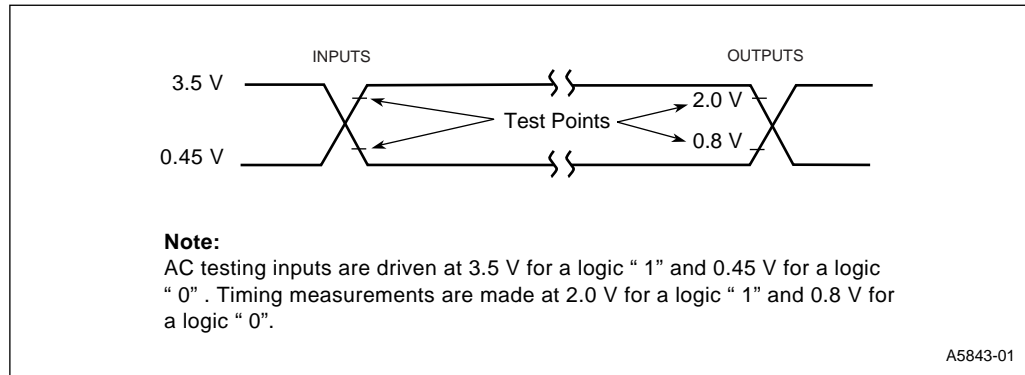 INPUTS
OUTPUTS
3.5 V
2.0 V
Test Points
0.8 V
0.45 V
Note:
AC testing inputs are driven at 3.5 V for a logic “ 1” and 0.45 V for a logic
“ 0” . Timing measurements are made at 2.0 V for a logic “ 1” and 0.8 V for
a logic “ 0”.
A5843-01